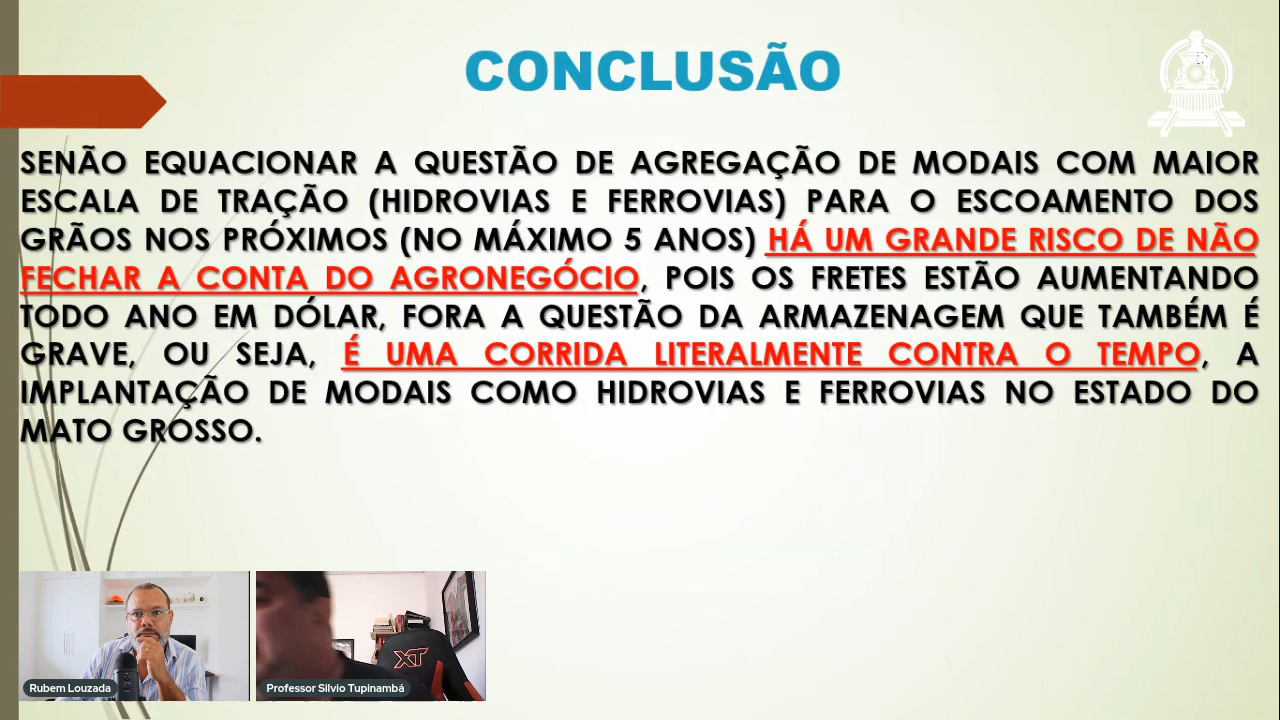 CONCLUSÃO
SENÃO EQUACIONAR A QUESTÃO DE AGREGAÇÃO DE MODAIS COM MAIOR
ESCALA DE TRAÇÃO (HIDROVIAS E FERROVIAS) PARA O ESCOAMENTO DOS
GRÃOS NOS PRÓXIMOS (NO MÁXIMO 5 ANOS) HÁ UM GRANDE RISCO DE NÃO
FECHAR A CONTA DO AGRONEGÓCIO, POIS OS FRETES ESTÃO AUMENTANDO
TODO ANO EM DÓLAR, FORA A QUESTÃO DA ARMAZENAGEM QUE TAMBÉM É
GRAVE, OU SEJA, É UMA CORRIDA LITERALMENTE CONTRA O TEMPO, A
IMPLANTAÇÃO DE MODAIS COMO HIDROVIAS E FERROVIAS NO ESTADO DO
MATO GROSSO.
XT
Rubem Louzada
Professor Silvio Tupinambá